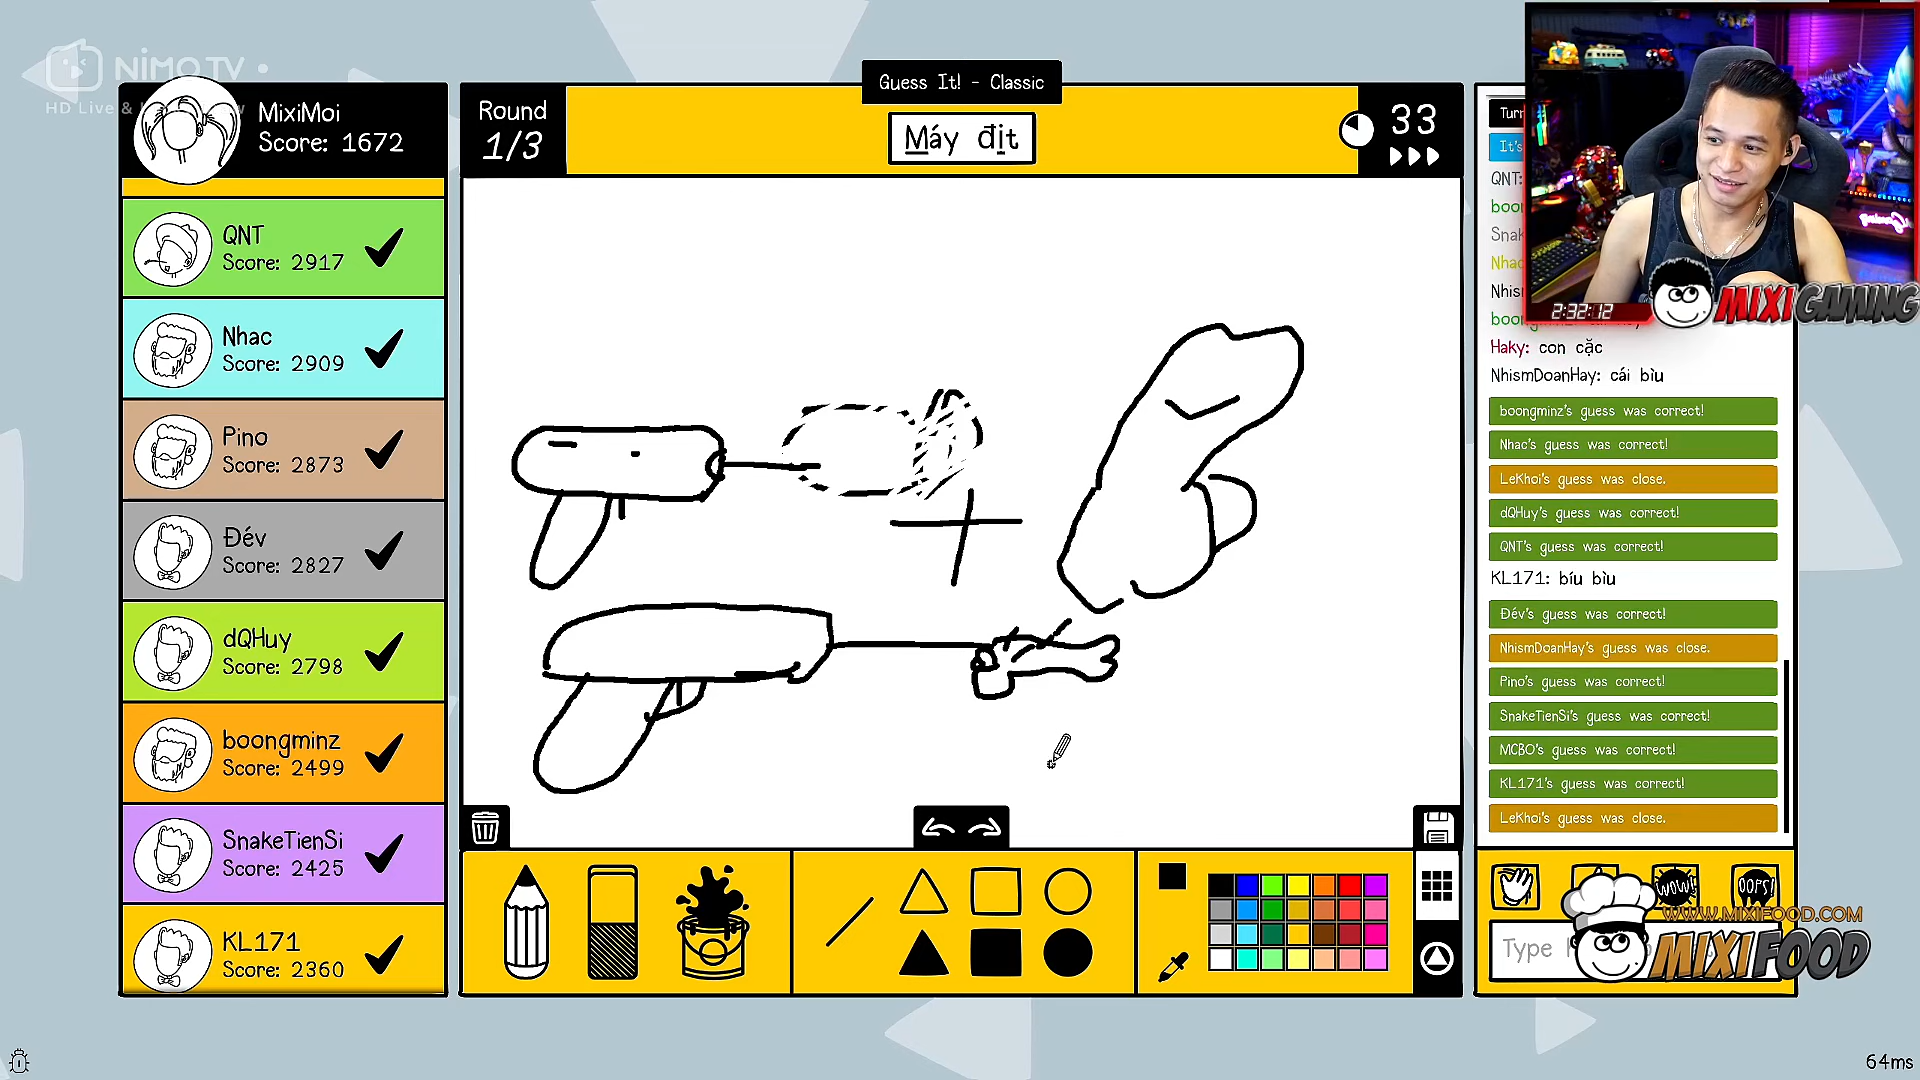 NIMO TV
HD Live &
MixiMoi
Score: 1672
QNT
Score: 2917
Nhac
Score: 2909
Pino
Score: 2873
Đév
Score: 2827
dQHuy
Score: 2798
boongminz
Score: 2499
SnakeTienSi
Score: 2425
KL171
Score: 2360
Round
1/3
Guess It! - Classic
Máy địt
33
2:32:12
MIXIGAMING
It's
QNT:
Haky: con cặc
NhismDoanHay: cái bìu
boongminz's guess was correct!
Nhac's guess was correct!
LeKhoi's guess was close.
dQHuy's guess was correct!
QNT's guess was correct!
KL171: bíu bìu
Đév's guess was correct!
NhismDoanHay's guess was close.
Pino's guess was correct!
SnakeTienSi's guess was correct!
MCBO's guess was correct!
KL171's guess was correct!
LeKhoi's guess was close.
WOW!
OOPS!
WWW.MIXIFOOD.COM
Type
MIXIFOOD
64ms